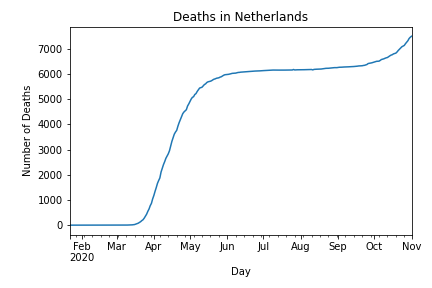 Deaths in Netherlands
Number of Deaths
7000
6000
5000
4000
3000
2000
1000
0
Feb Mar Apr May Jun Jul Aug Sep Oct Nov
2020
Day